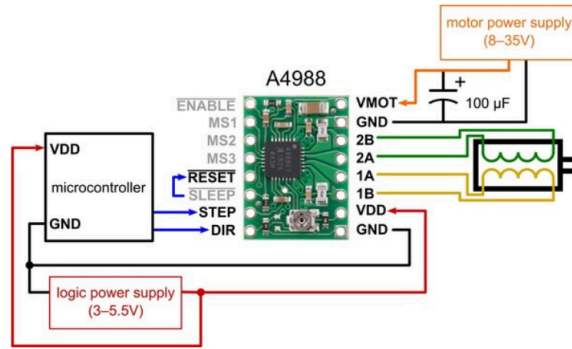 motor power supply
(8–35V)
A4988
ENABLE
MS1
MS2
MS3
RESET
SLEEP
STEP
DIR
VMOT
GND
2B
2A
1A
1B
VDD
GND
+
100 µF
VDD
microcontroller
GND
logic power supply
(3–5.5V)